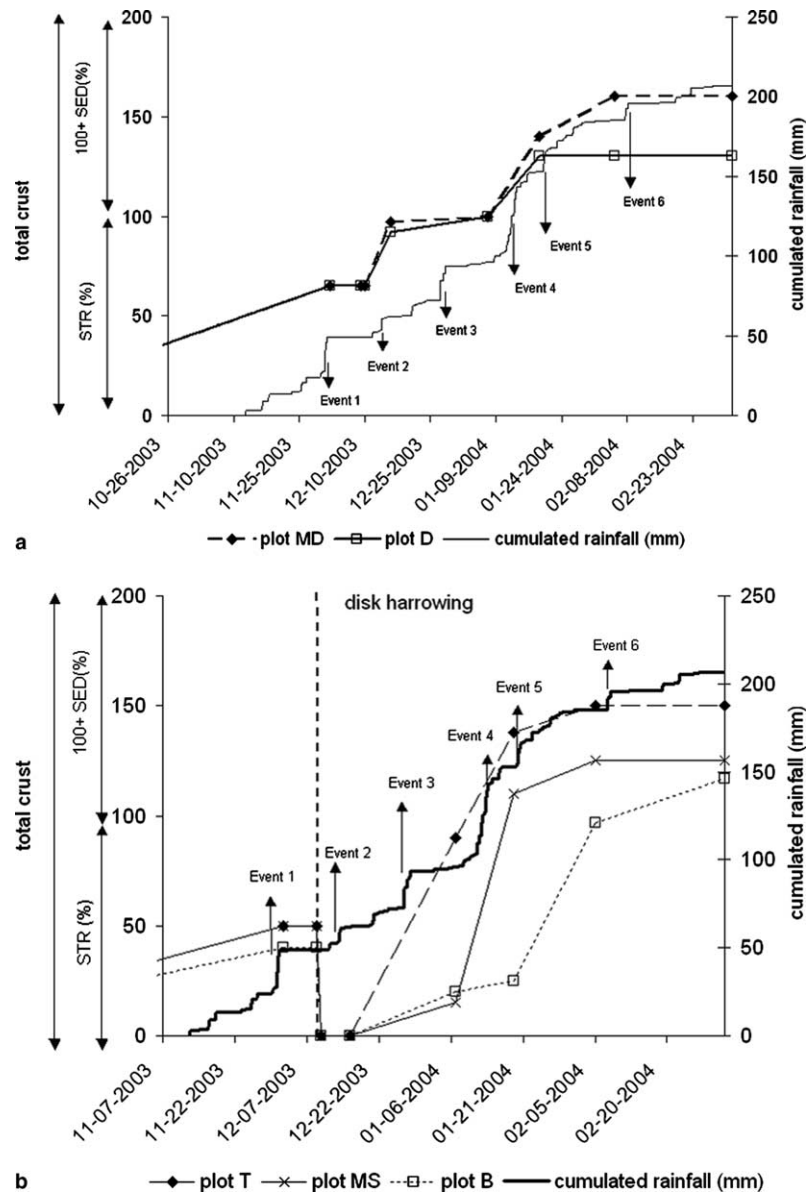 200
250
150
200
150
100
100
50
50
0
0
total crust
100+ SED(%)
STR (%)
cumulated rainfall (mm)
Event 1
Event 2
Event 3
Event 4
Event 5
Event 6
10-26-2003
11-10-2003
11-25-2003
12-10-2003
12-25-2003
01-09-2004
01-24-2004
02-08-2004
02-23-2004
a
plot MD plot D cumulated rainfall (mm)
200
250
disk harrowing
150
200
150
100
100
50
50
0
0
total crust
100+ SED(%)
STR (%)
cumulated rainfall (mm)
Event 1
Event 2
Event 3
Event 4
Event 5
Event 6
11-07-2003
11-22-2003
12-07-2003
12-22-2003
01-06-2004
01-21-2004
02-05-2004
02-20-2004
b
plot T plot MS plot B cumulated rainfall (mm)